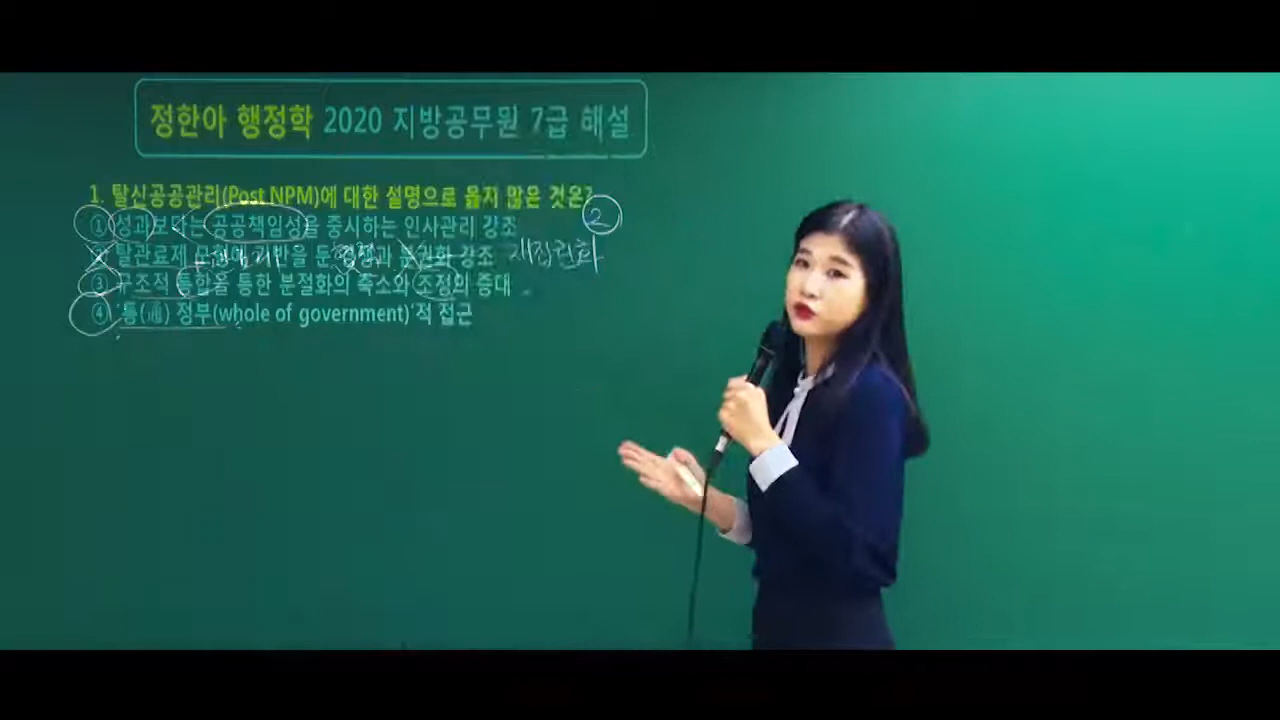 정한아 행정학 2020 지방공무원 7급 해설
1. 탈신공공관리(Post NPM)에 대한 설명으로 옳지 않은 것은?
2
① 성과보다는 공공책임성을 중시하는 인사관리 강조
② 탈관료제 모형에 기반을 둔 경쟁과 분권화 강조 재집권화
③ 구조적 통합을 통한 분절화의 축소와 조정의 증대
④ '통(通) 정부(whole of government)'적 접근